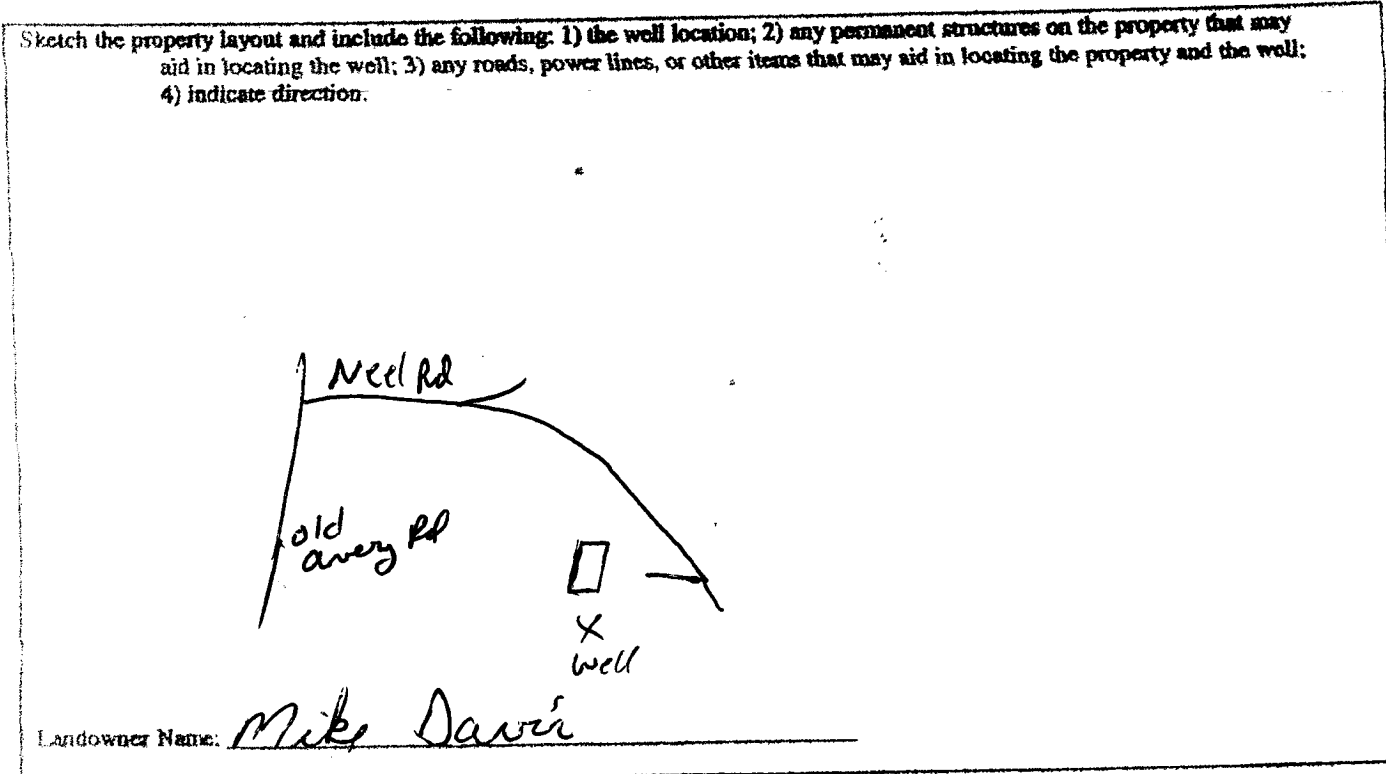 Sketch the property layout and include the following: 1) the well location; 2) any permanent structures on the property that may
aid in locating the well; 3) any roads, power lines, or other items that may aid in locating the property and the well;
4) indicate direction.
Neel Rd
old
avery Rd
X
well
Landowner Name: Mike Davis